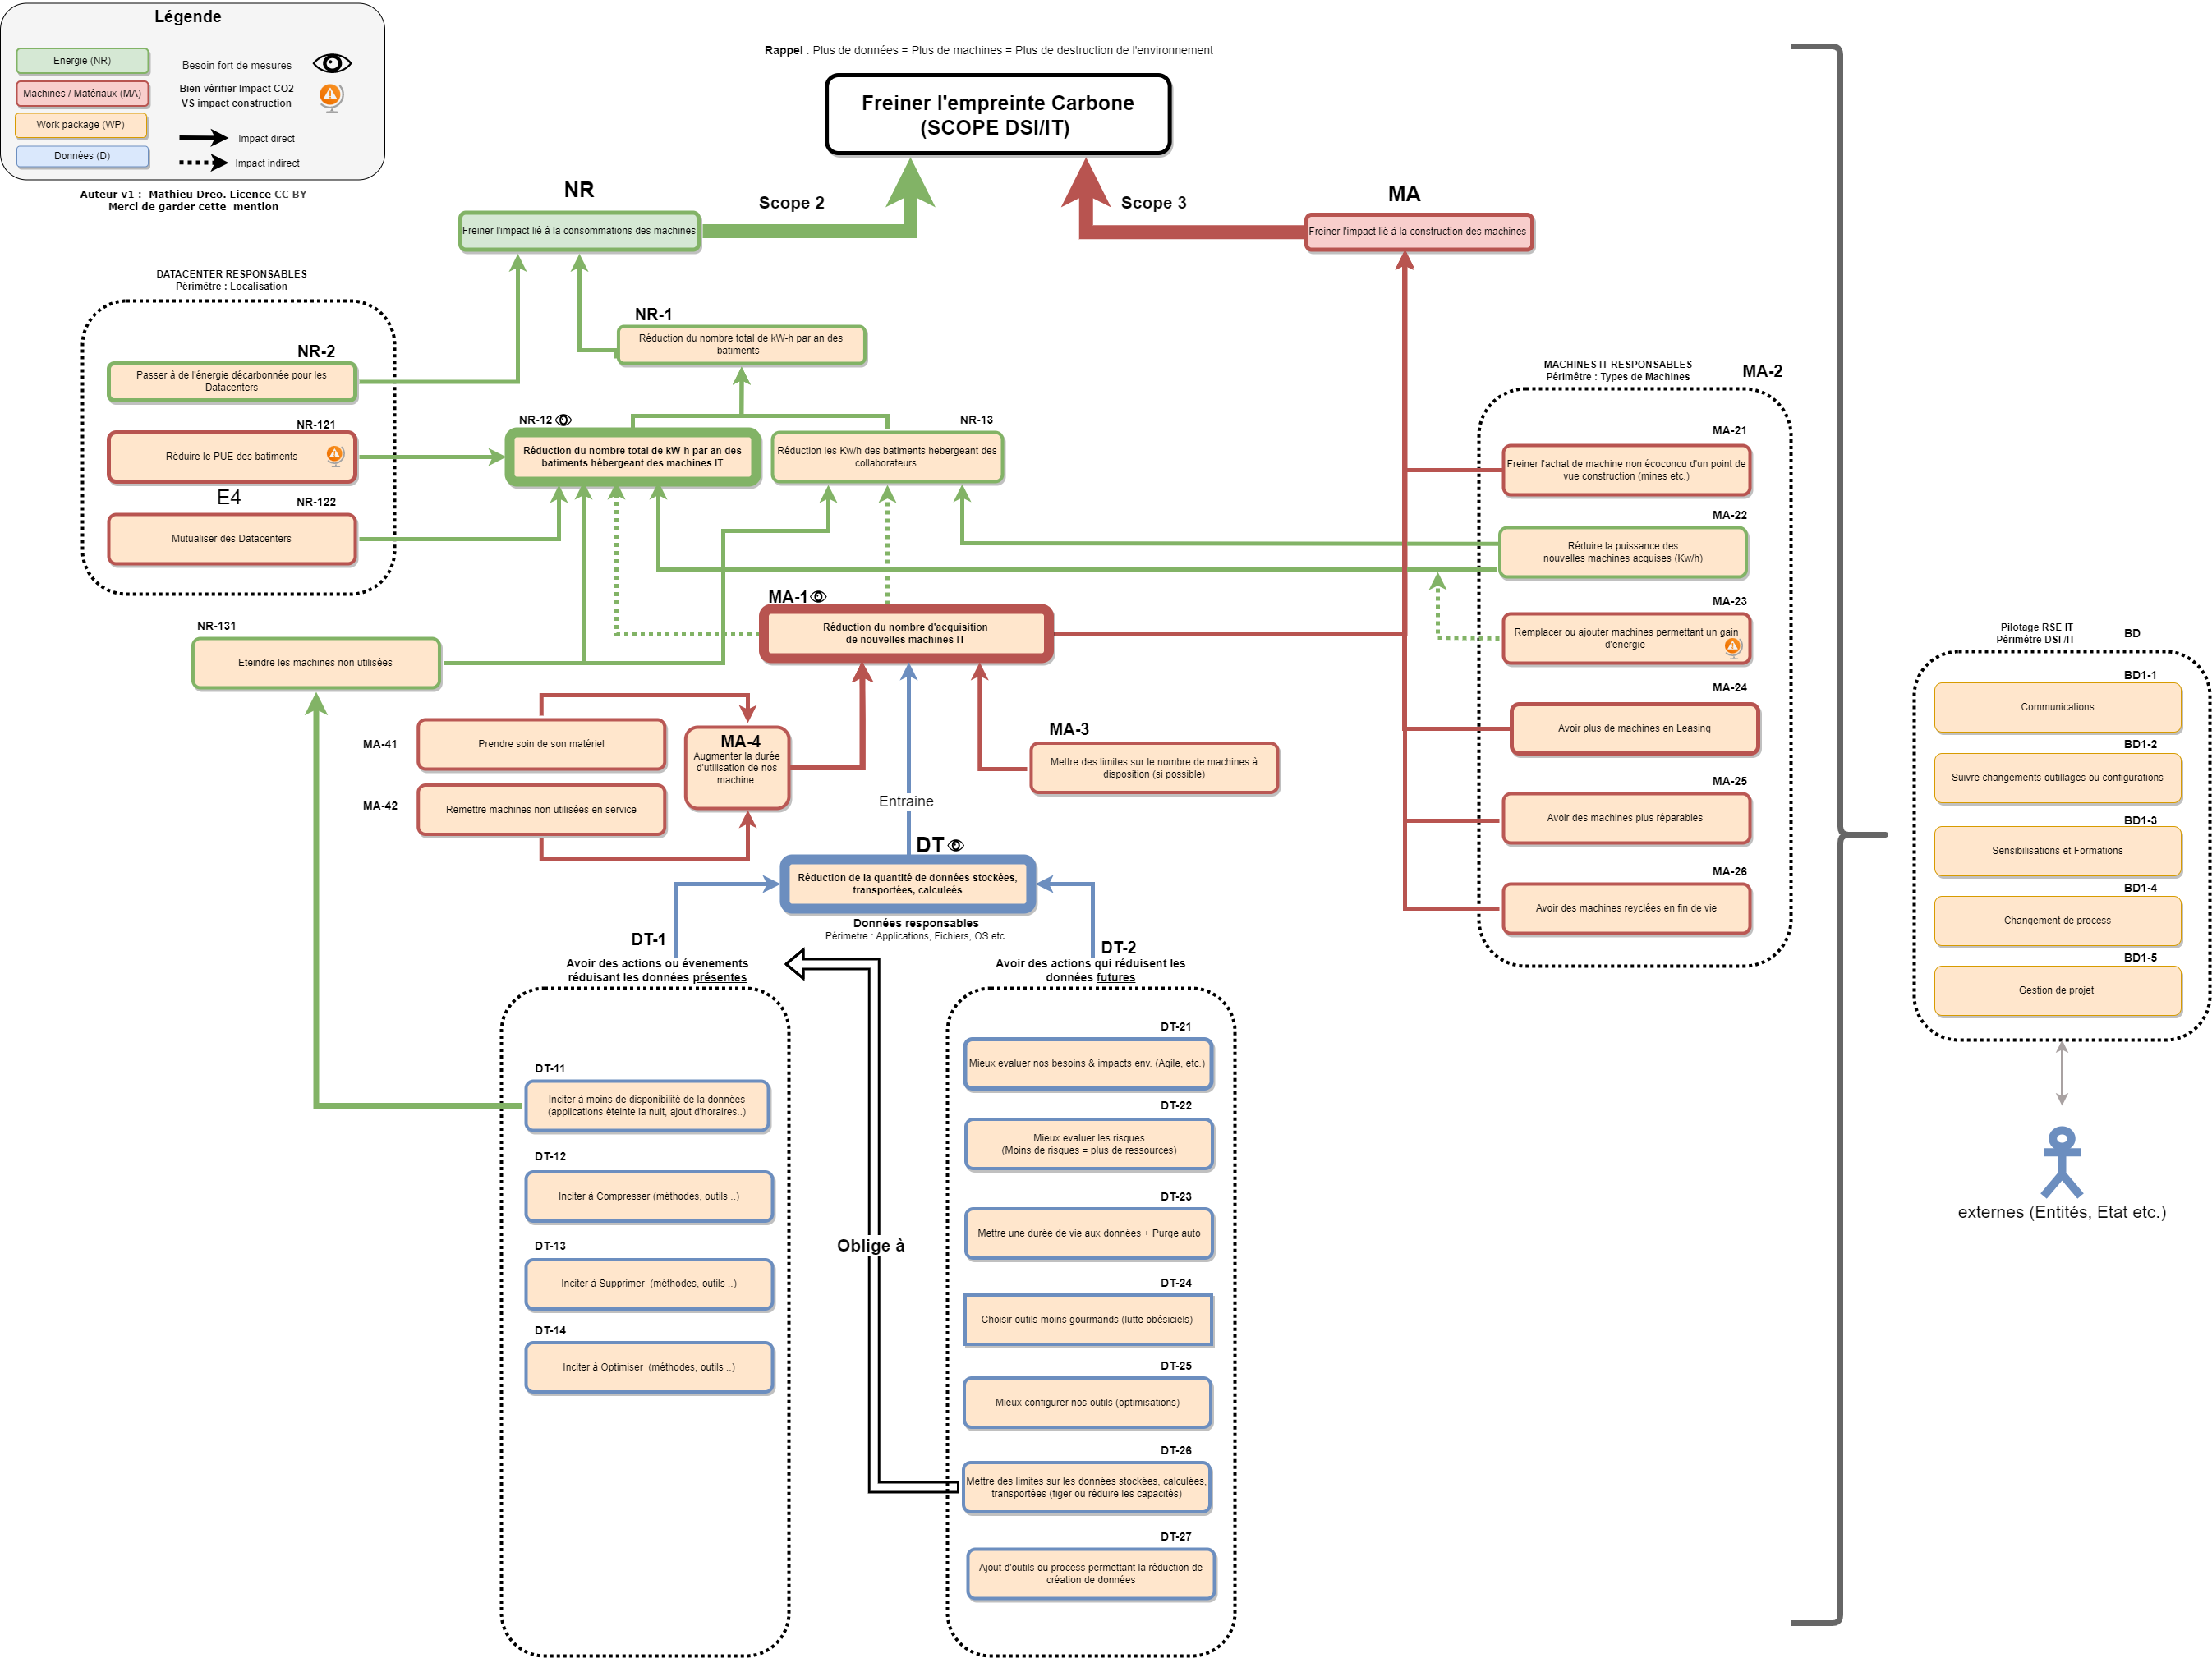 Légende
Energie (NR)
Machines / Matériaux (MA)
Work package (WP)
Données (D)
Besoin fort de mesures
Bien vérifier Impact CO2
VS impact construction
Impact direct
Impact indirect
Auteur v1 : Mathieu Dreo. Licence CC BY
Merci de garder cette mention
Rappel : Plus de données = Plus de machines = Plus de destruction de l'environnement
Freiner l'empreinte Carbone
(SCOPE DSI/IT)
NR
Scope 2
Scope 3
MA
Freiner l'impact lié à la consommations des machines
Freiner l'impact lié à la construction des machines
DATACENTER RESPONSABLES
Périmètre : Localisation
NR-2
Passer à de l'énergie décarbonnée pour les
Datacenters
NR-121
Réduire le PUE des batiments
E4
NR-122
Mutualiser des Datacenters
NR-1
Réduction du nombre total de kW-h par an des
batiments
NR-12
Réduction du nombre total de kW-h par an des
batiments hébergeant des machines IT
NR-13
Réduction les Kw/h des batiments hebergeant des
collaborateurs
MACHINES IT RESPONSABLES
Périmêtre : Types de Machines
MA-2
MA-21
Freiner l'achat de machine non écoconcu d'un point de
vue construction (mines etc.)
MA-22
Réduire la puissance des
nouvelles machines acquises (Kw/h)
MA-23
Remplacer ou ajouter machines permettant un gain
d'energie
MA-24
Avoir plus de machines en Leasing
MA-25
Avoir des machines plus réparables
MA-26
Avoir des machines reyclées en fin de vie
NR-131
Eteindre les machines non utilisées
MA-1
Réduction du nombre d'acquisition
de nouvelles machines IT
MA-41
Prendre soin de son matériel
MA-42
Remettre machines non utilisées en service
MA-4
Augmenter la durée
d'utilisation de nos
machine
MA-3
Mettre des limites sur le nombre de machines à
disposition (si possible)
Entraine
DT
Réduction de la quantité de données stockées,
transportées, calculeés
Données responsables
Périmetre : Applications, Fichiers, OS etc.
DT-1
Avoir des actions ou évenements
réduisant les données présentes
DT-2
Avoir des actions qui réduisent les
données futures
DT-11
Inciter à moins de disponibilité de la données
(applications éteinte la nuit, ajout d'horaires..)
DT-12
Inciter à Compresser (méthodes, outils ..)
DT-13
Inciter à Supprimer (méthodes, outils ..)
DT-14
Inciter à Optimiser (méthodes, outils ..)
Oblige à
DT-21
Mieux evaluer nos besoins & impacts env. (Agile, etc.)
DT-22
Mieux evaluer les risques
(Moins de risques = plus de ressources)
DT-23
Mettre une durée de vie aux données + Purge auto
DT-24
Choisir outils moins gourmands (lutte obésiciels)
DT-25
Mieux configurer nos outils (optimisations)
DT-26
Mettre des limites sur les données stockées, calculées,
transportées (figer ou réduire les capacités)
DT-27
Ajout d'outils ou process permettant la réduction de
création de données
Pilotage RSE IT
Périmêtre DSI /IT
BD
BD1-1
Communications
BD1-2
Suivre changements outillages ou configurations
BD1-3
Sensibilisations et Formations
BD1-4
Changement de process
BD1-5
Gestion de projet
externes (Entités, Etat etc.)